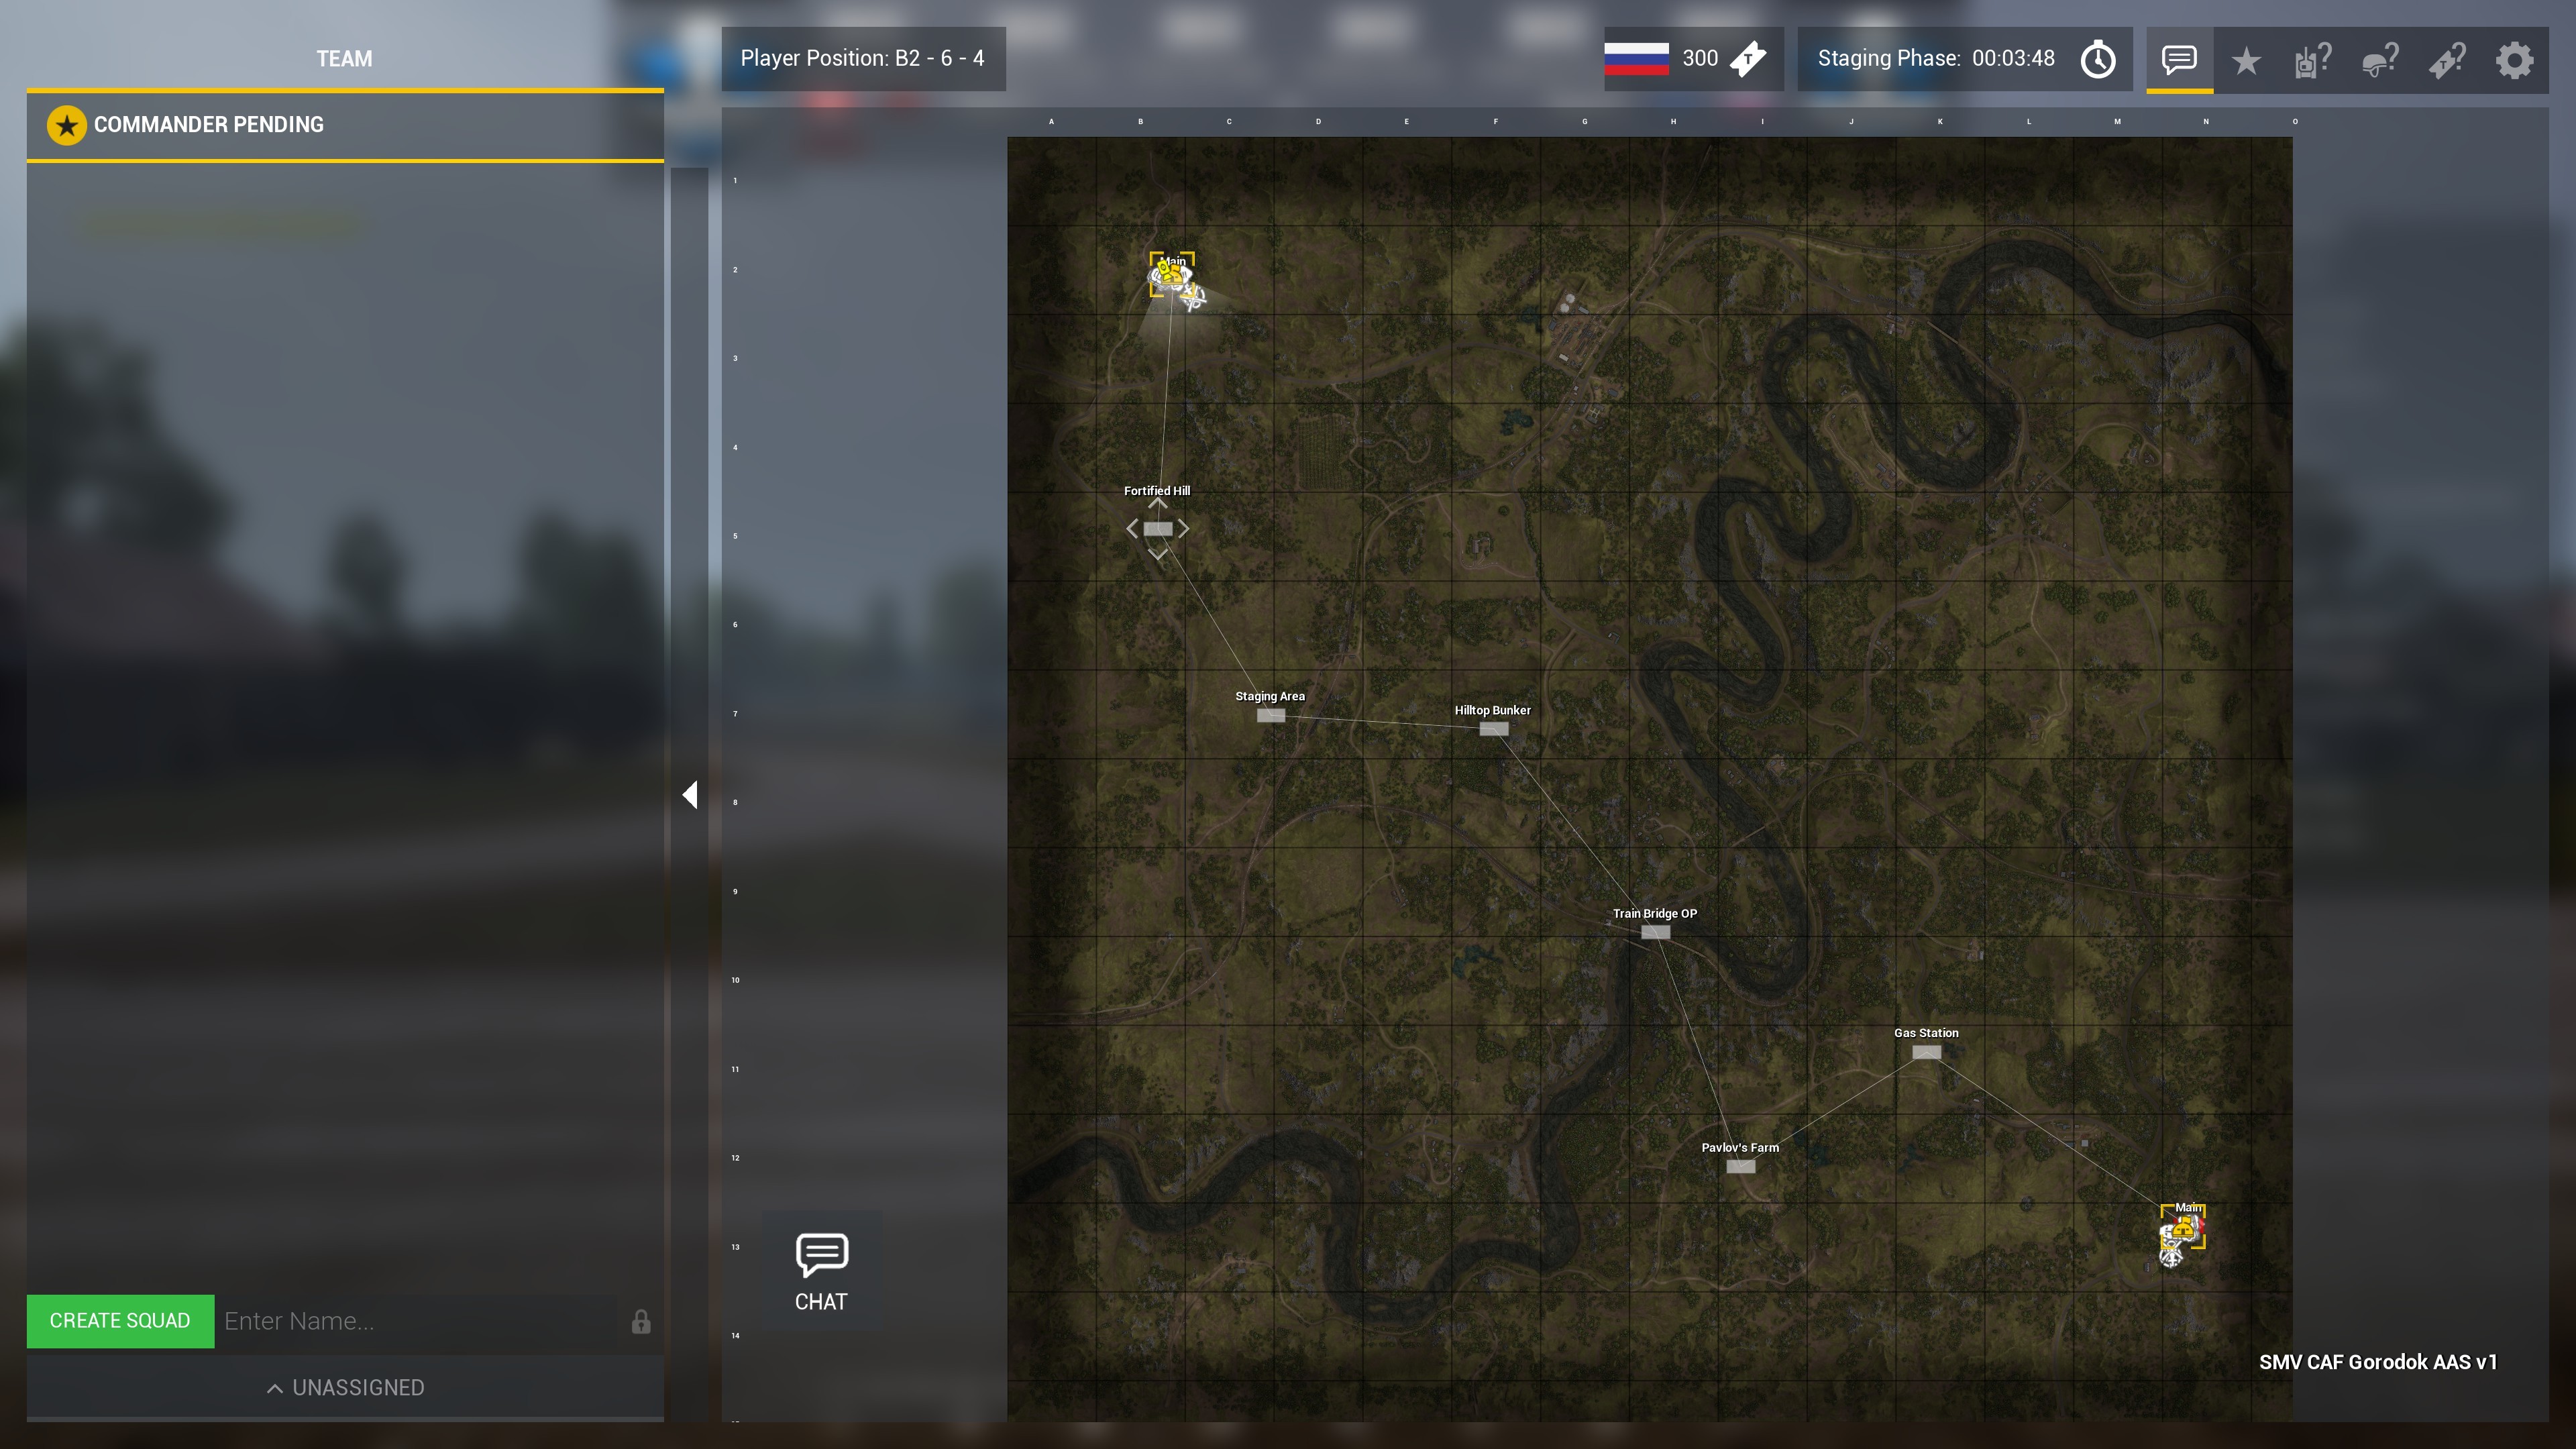 TEAM
Player Position: B2 - 6 - 4
300
T
Staging Phase: 00:03:48
?
?
T?
COMMANDER PENDING
A B C D E F G H I J K L M N O
1
2
3
4
5
6
7
8
9
10
11
12
13
14
Main
Fortified Hill
Staging Area
Hilltop Bunker
Train Bridge OP
Gas Station
Pavlov's Farm
Main
CHAT
CREATE SQUAD
Enter Name...
UNASSIGNED
SMV CAF Gorodok AAS v1